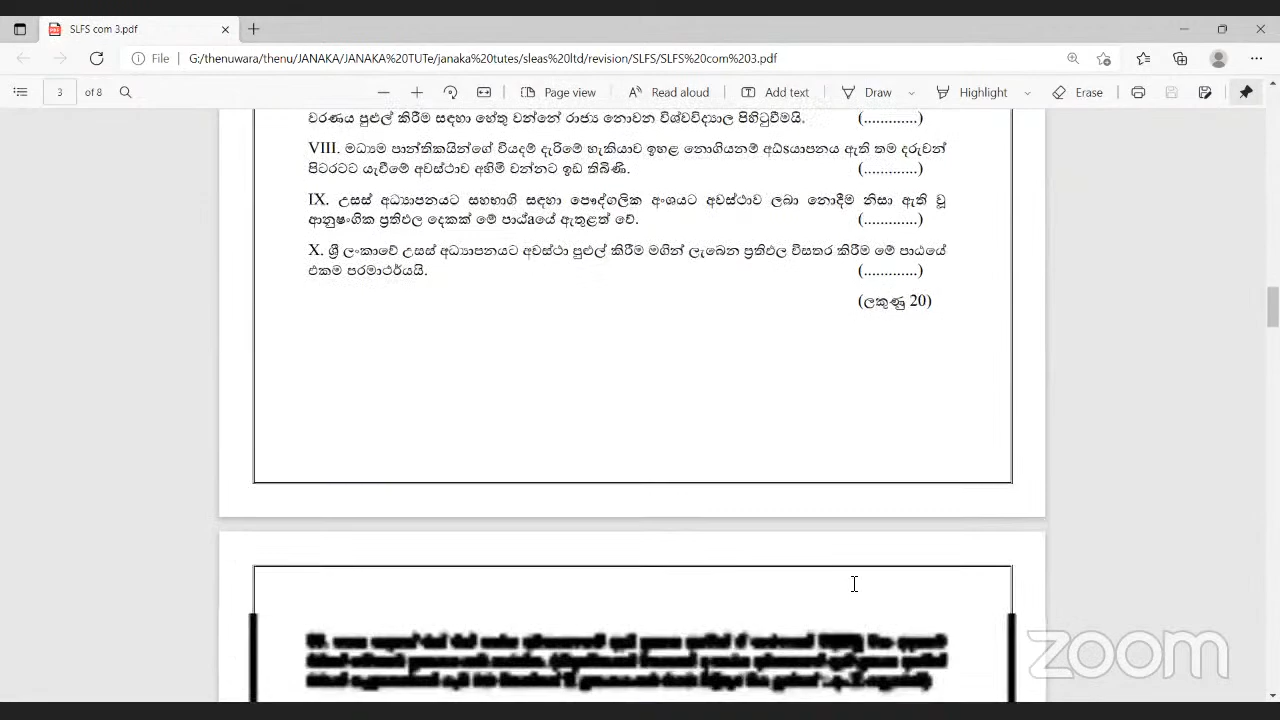 SLFS com 3.pdf
File G:/thenuwara/thenu/JANAKA/JANAKA%20TUTe/janaka%20tutes/sleas%20ltd/revision/SLFS/SLFS%20com%203.pdf
3 of 8 Page view Read aloud Add text Draw Highlight Erase
වරණය පුළුල් කිරීම සඳහා හේතු වන්නේ රාජ්‍ය නොවන විශ්වවිද්‍යාල පිහිටුවීමයි. (.............)
VIII. මධ්‍යම පාන්තිකයින්ගේ වියදම් දැරිමේ හැකියාව ඉහළ නොගියනම් අධ්sයාපනය ඇති තම දරුවන්
පිටරටට යැවීමේ අවස්ථාව අහිමි වන්නට ඉඩ තිබිණි. (.............)
IX. උසස් අධ්‍යාපනයට සහභාගි සඳහා පෞද්ගලික අංශයට අවස්ථාව ලබා නොදීම නිසා ඇති වූ
ආනුෂංගික ප්‍රතිඵල දෙකක් මේ පාඨaයේ ඇතුළත් වේ. (.............)
X. ශ්‍රී ලංකාවේ උසස් අධ්‍යාපනයට අවස්ථා පුළුල් කිරීම මගින් ලැබෙන ප්‍රතිඵල විසතර කිරීම මේ පාඨයේ
එකම පරමාර්ථයයි. (.............)
(ලකුණු 20)
zoom